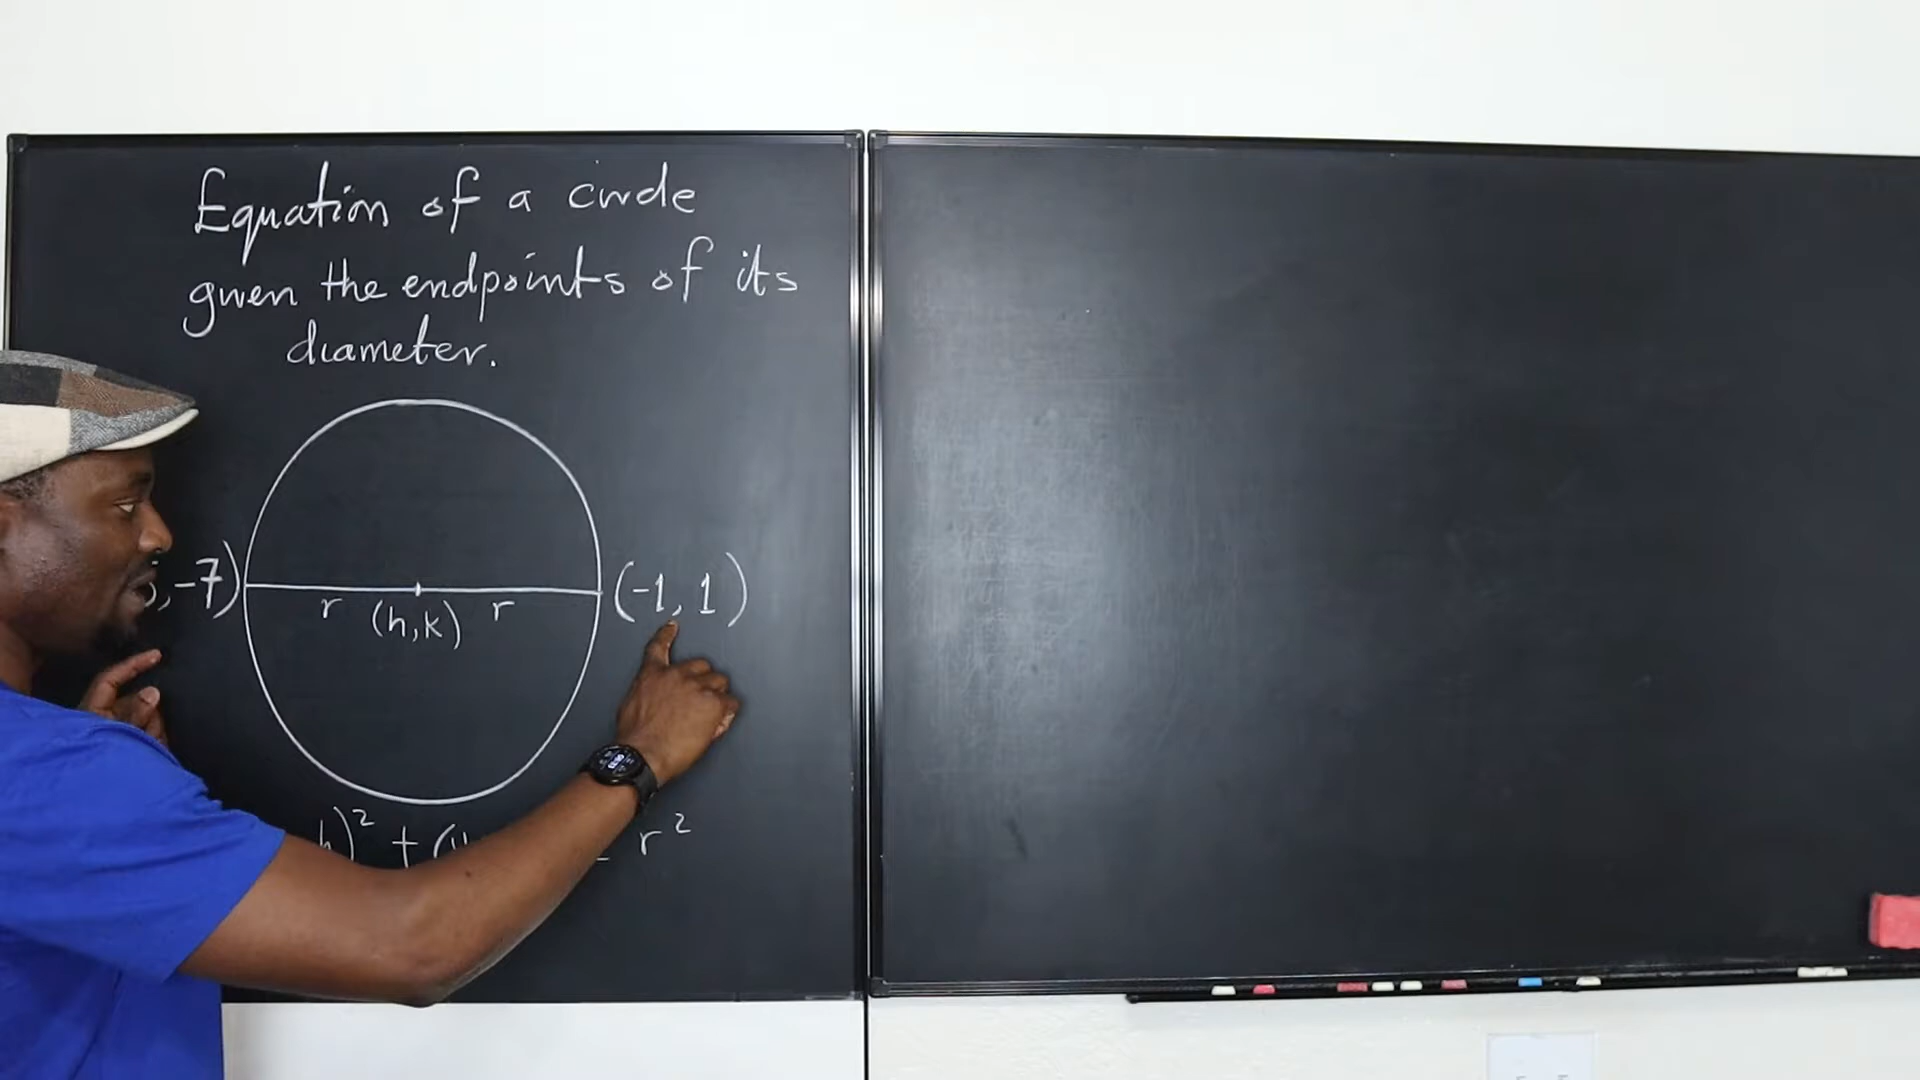 Equation of a circle
given the endpoints of its
diameter.
, -7)
(-1, 1)
r (h,k) r
h)² + (y = r²